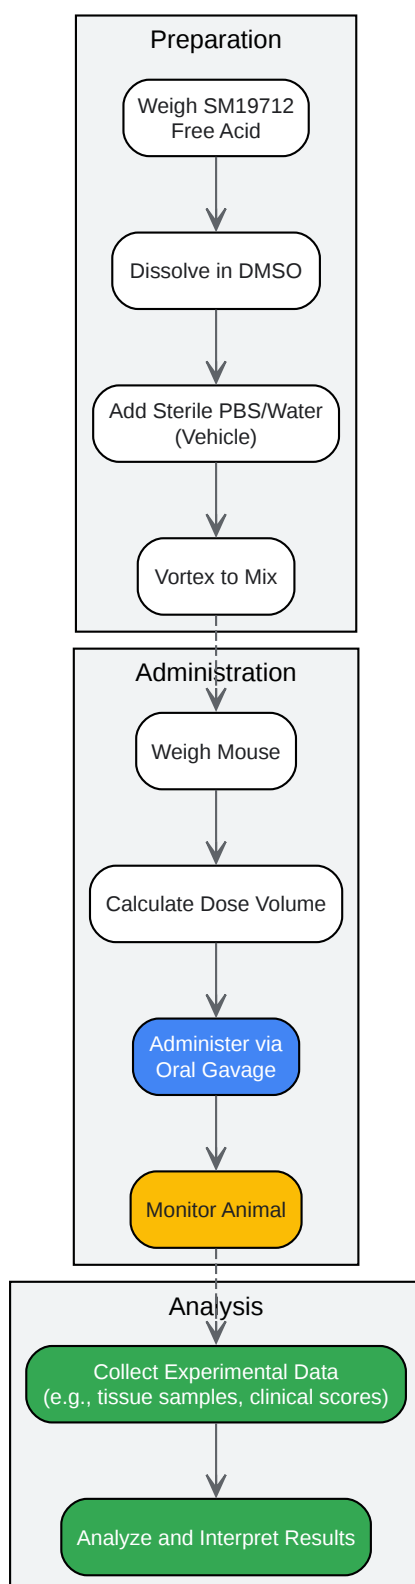 Preparation
Weigh SM19712
Free Acid
Dissolve in DMSO
Add Sterile PBS/Water
(Vehicle)
Vortex to Mix
Administration
Weigh Mouse
Calculate Dose Volume
Administer via
Oral Gavage
Monitor Animal
Analysis
Collect Experimental Data
(e.g., tissue samples, clinical scores)
Analyze and Interpret Results